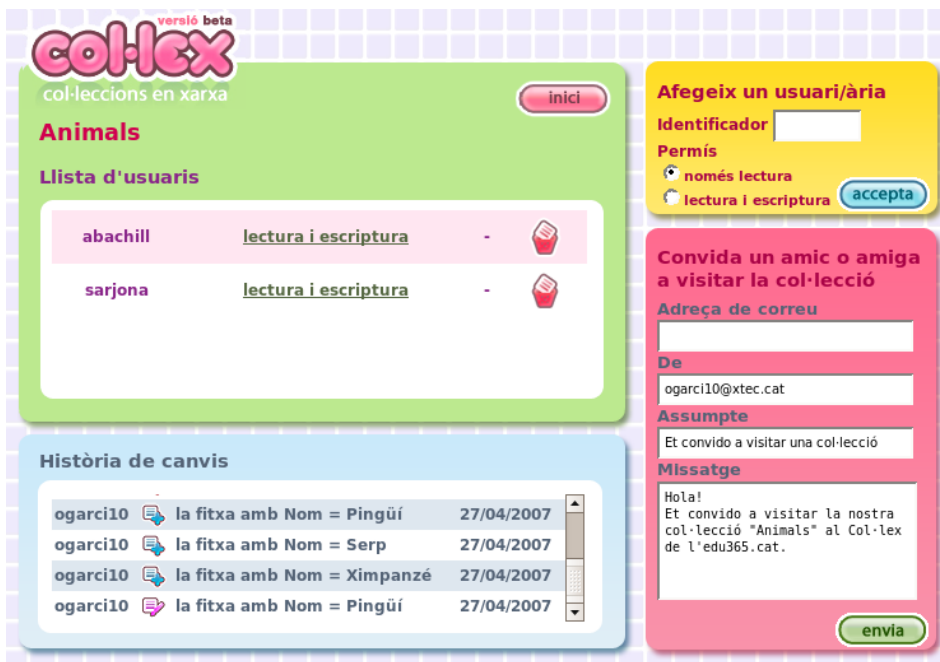 versió beta
col·lex
col·leccions en xarxa
inici
Animals
Llista d'usuaris
abachill lectura i escriptura -
sarjona lectura i escriptura -
Història de canvis
ogarci10 la fitxa amb Nom = Pingüí 27/04/2007
ogarci10 la fitxa amb Nom = Serp 27/04/2007
ogarci10 la fitxa amb Nom = Ximpanzé 27/04/2007
ogarci10 la fitxa amb Nom = Pingüí 27/04/2007
Afegeix un usuari/ària
Identificador
Permís
només lectura
lectura i escriptura
accepta
Convida un amic o amiga
a visitar la col·lecció
Adreça de correu
De
ogarci10@xtec.cat
Assumpte
Et convido a visitar una col·lecció
Missatge
Hola!
Et convido a visitar la nostra
col·lecció "Animals" al Col·lex
de l'edu365.cat.
envia